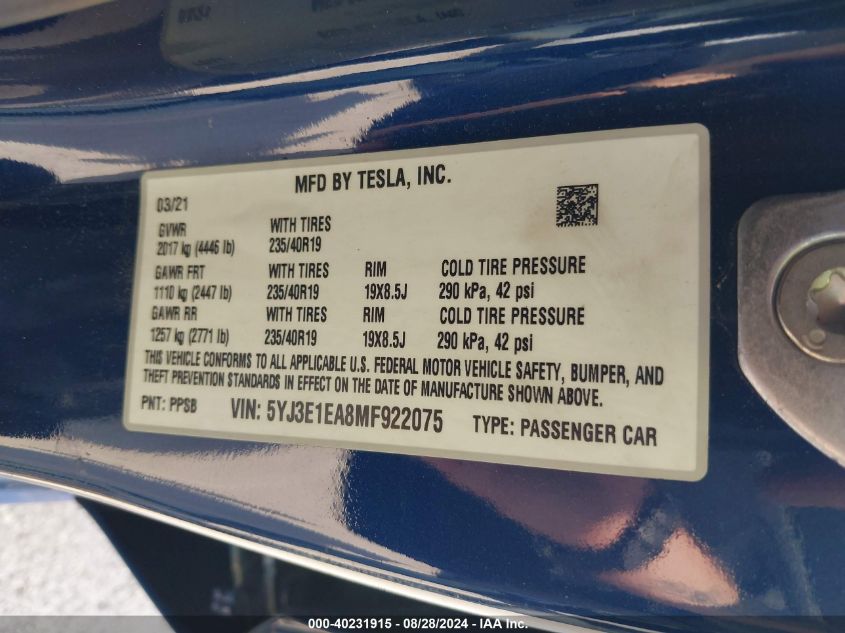 MFD BY TESLA, INC.
03/21
GVWR WITH TIRES
2017 kg (4446 lb) 235/40R19
GAWR FRT WITH TIRES RIM COLD TIRE PRESSURE
1110 kg (2447 lb) 235/40R19 19X8.5J 290 kPa, 42 psi
GAWR RR WITH TIRES RIM COLD TIRE PRESSURE
1257 kg (2771 lb) 235/40R19 19X8.5J 290 kPa, 42 psi
THIS VEHICLE CONFORMS TO ALL APPLICABLE U.S. FEDERAL MOTOR VEHICLE SAFETY, BUMPER, AND
THEFT PREVENTION STANDARDS IN EFFECT ON THE DATE OF MANUFACTURE SHOWN ABOVE.
PNT: PPSB VIN: 5YJ3E1EA8MF922075 TYPE: PASSENGER CAR
000-40231915 - 08/28/2024 - IAA Inc.